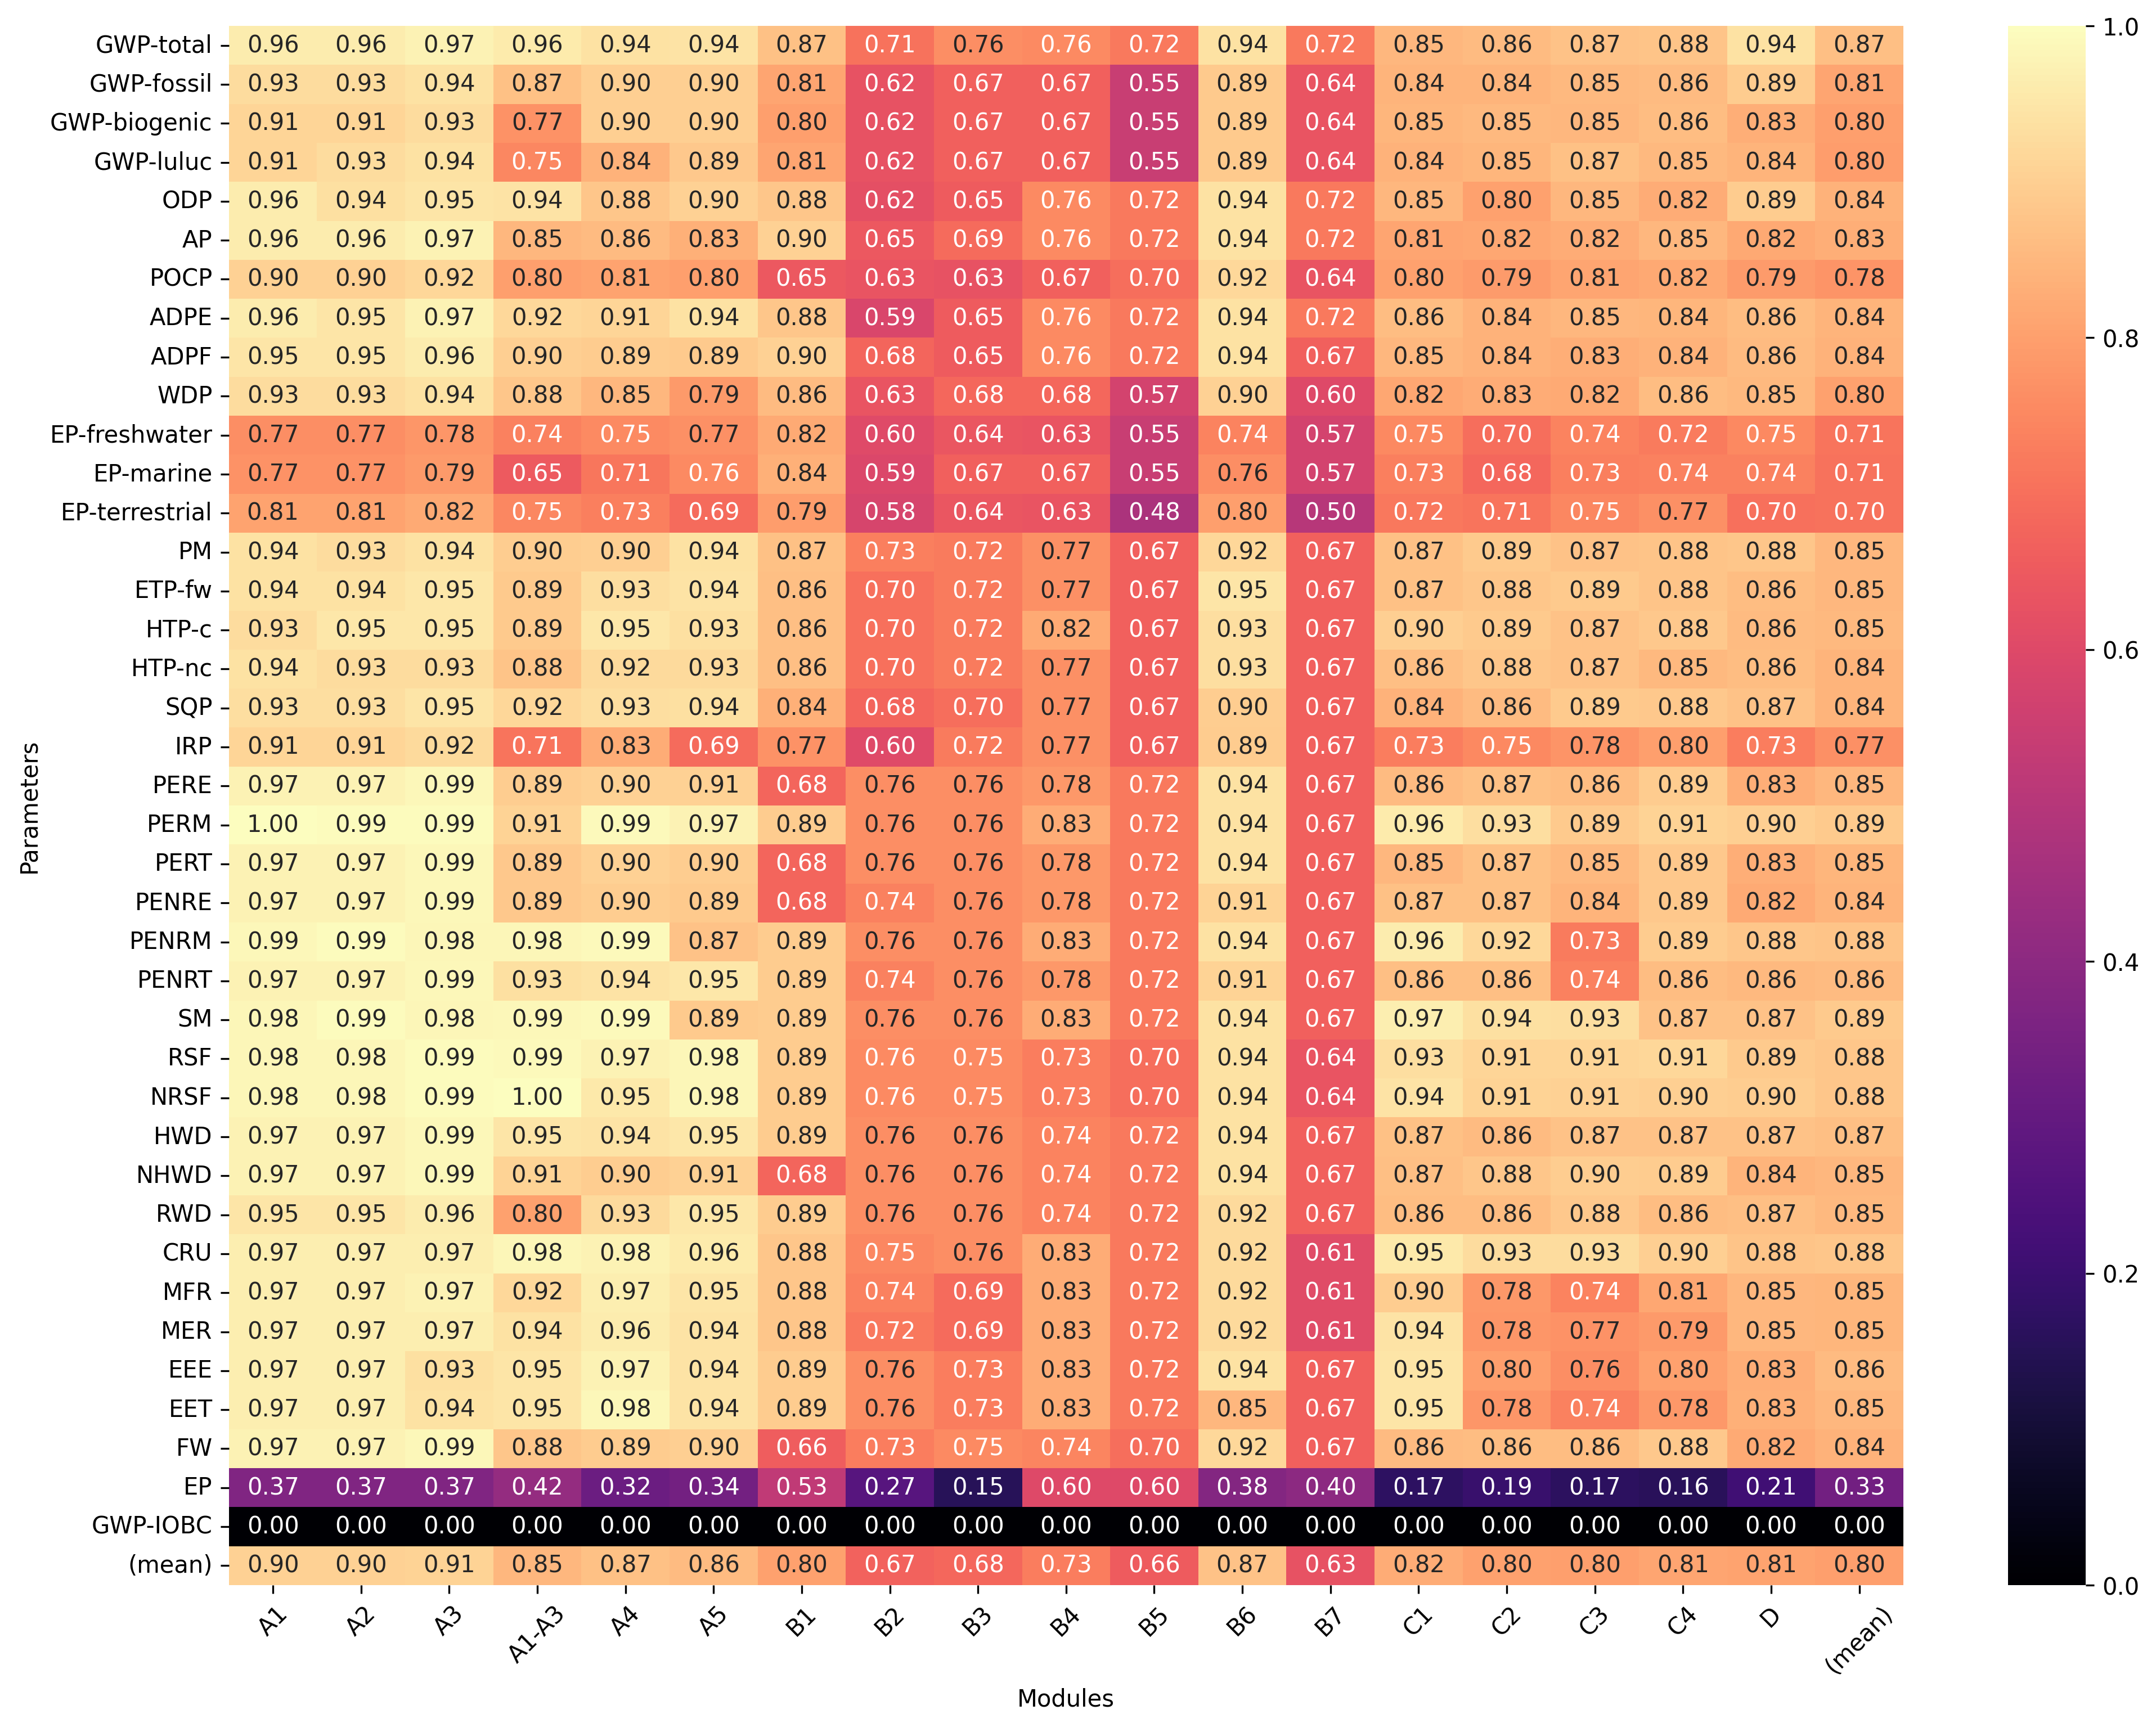 GWP-total 0.96 0.96 0.97 0.96 0.94 0.94 0.87 0.71 0.76 0.76 0.72 0.94 0.72 0.85 0.86 0.87 0.88 0.94 0.87
GWP-fossil 0.93 0.93 0.94 0.87 0.90 0.90 0.81 0.62 0.67 0.67 0.55 0.89 0.64 0.84 0.84 0.85 0.86 0.89 0.81
GWP-biogenic 0.91 0.91 0.93 0.77 0.90 0.90 0.80 0.62 0.67 0.67 0.55 0.89 0.64 0.85 0.85 0.85 0.86 0.83 0.80
GWP-luluc 0.91 0.93 0.94 0.75 0.84 0.89 0.81 0.62 0.67 0.67 0.55 0.89 0.64 0.84 0.85 0.87 0.85 0.84 0.80
ODP 0.96 0.94 0.95 0.94 0.88 0.90 0.88 0.62 0.65 0.76 0.72 0.94 0.72 0.85 0.80 0.85 0.82 0.89 0.84
AP 0.96 0.96 0.97 0.85 0.86 0.83 0.90 0.65 0.69 0.76 0.72 0.94 0.72 0.81 0.82 0.82 0.85 0.82 0.83
POCP 0.90 0.90 0.92 0.80 0.81 0.80 0.65 0.63 0.63 0.67 0.70 0.92 0.64 0.80 0.79 0.81 0.82 0.79 0.78
ADPE 0.96 0.95 0.97 0.92 0.91 0.94 0.88 0.59 0.65 0.76 0.72 0.94 0.72 0.86 0.84 0.85 0.84 0.86 0.84
ADPF 0.95 0.95 0.96 0.90 0.89 0.89 0.90 0.68 0.65 0.76 0.72 0.94 0.67 0.85 0.84 0.83 0.84 0.86 0.84
WDP 0.93 0.93 0.94 0.88 0.85 0.79 0.86 0.63 0.68 0.68 0.57 0.90 0.60 0.82 0.83 0.82 0.86 0.85 0.80
EP-freshwater 0.77 0.77 0.78 0.74 0.75 0.77 0.82 0.60 0.64 0.63 0.55 0.74 0.57 0.75 0.70 0.74 0.72 0.75 0.71
EP-marine 0.77 0.77 0.79 0.65 0.71 0.76 0.84 0.59 0.67 0.67 0.55 0.76 0.57 0.73 0.68 0.73 0.74 0.74 0.71
EP-terrestrial 0.81 0.81 0.82 0.75 0.73 0.69 0.79 0.58 0.64 0.63 0.48 0.80 0.50 0.72 0.71 0.75 0.77 0.70 0.70
PM 0.94 0.93 0.94 0.90 0.90 0.94 0.87 0.73 0.72 0.77 0.67 0.92 0.67 0.87 0.89 0.87 0.88 0.88 0.85
ETP-fw 0.94 0.94 0.95 0.89 0.93 0.94 0.86 0.70 0.72 0.77 0.67 0.95 0.67 0.87 0.88 0.89 0.88 0.86 0.85
HTP-c 0.93 0.95 0.95 0.89 0.95 0.93 0.86 0.70 0.72 0.82 0.67 0.93 0.67 0.90 0.89 0.87 0.88 0.86 0.85
HTP-nc 0.94 0.93 0.93 0.88 0.92 0.93 0.86 0.70 0.72 0.77 0.67 0.93 0.67 0.86 0.88 0.87 0.85 0.86 0.84
SQP 0.93 0.93 0.95 0.92 0.93 0.94 0.84 0.68 0.70 0.77 0.67 0.90 0.67 0.84 0.86 0.89 0.88 0.87 0.84
IRP 0.91 0.91 0.92 0.71 0.83 0.69 0.77 0.60 0.72 0.77 0.67 0.89 0.67 0.73 0.75 0.78 0.80 0.73 0.77
PERE 0.97 0.97 0.99 0.89 0.90 0.91 0.68 0.76 0.76 0.78 0.72 0.94 0.67 0.86 0.87 0.86 0.89 0.83 0.85
PERM 1.00 0.99 0.99 0.91 0.99 0.97 0.89 0.76 0.76 0.83 0.72 0.94 0.67 0.96 0.93 0.89 0.91 0.90 0.89
PERT 0.97 0.97 0.99 0.89 0.90 0.90 0.68 0.76 0.76 0.78 0.72 0.94 0.67 0.85 0.87 0.85 0.89 0.83 0.85
PENRE 0.97 0.97 0.99 0.89 0.90 0.89 0.68 0.74 0.76 0.78 0.72 0.91 0.67 0.87 0.87 0.84 0.89 0.82 0.84
PENRM 0.99 0.99 0.98 0.98 0.99 0.87 0.89 0.76 0.76 0.83 0.72 0.94 0.67 0.96 0.92 0.73 0.89 0.88 0.88
PENRT 0.97 0.97 0.99 0.93 0.94 0.95 0.89 0.74 0.76 0.78 0.72 0.91 0.67 0.86 0.86 0.74 0.86 0.86 0.86
SM 0.98 0.99 0.98 0.99 0.99 0.89 0.89 0.76 0.76 0.83 0.72 0.94 0.67 0.97 0.94 0.93 0.87 0.87 0.89
RSF 0.98 0.98 0.99 0.99 0.97 0.98 0.89 0.76 0.75 0.73 0.70 0.94 0.64 0.93 0.91 0.91 0.91 0.89 0.88
NRSF 0.98 0.98 0.99 1.00 0.95 0.98 0.89 0.76 0.75 0.73 0.70 0.94 0.64 0.94 0.91 0.91 0.90 0.90 0.88
HWD 0.97 0.97 0.99 0.95 0.94 0.95 0.89 0.76 0.76 0.74 0.72 0.94 0.67 0.87 0.86 0.87 0.87 0.87 0.87
NHWD 0.97 0.97 0.99 0.91 0.90 0.91 0.68 0.76 0.76 0.74 0.72 0.94 0.67 0.87 0.88 0.90 0.89 0.84 0.85
RWD 0.95 0.95 0.96 0.80 0.93 0.95 0.89 0.76 0.76 0.74 0.72 0.92 0.67 0.86 0.86 0.88 0.86 0.87 0.85
CRU 0.97 0.97 0.97 0.98 0.98 0.96 0.88 0.75 0.76 0.83 0.72 0.92 0.61 0.95 0.93 0.93 0.90 0.88 0.88
MFR 0.97 0.97 0.97 0.92 0.97 0.95 0.88 0.74 0.69 0.83 0.72 0.92 0.61 0.90 0.78 0.74 0.81 0.85 0.85
MER 0.97 0.97 0.97 0.94 0.96 0.94 0.88 0.72 0.69 0.83 0.72 0.92 0.61 0.94 0.78 0.77 0.79 0.85 0.85
EEE 0.97 0.97 0.93 0.95 0.97 0.94 0.89 0.76 0.73 0.83 0.72 0.94 0.67 0.95 0.80 0.76 0.80 0.83 0.86
EET 0.97 0.97 0.94 0.95 0.98 0.94 0.89 0.76 0.73 0.83 0.72 0.85 0.67 0.95 0.78 0.74 0.78 0.83 0.85
FW 0.97 0.97 0.99 0.88 0.89 0.90 0.66 0.73 0.75 0.74 0.70 0.92 0.67 0.86 0.86 0.86 0.88 0.82 0.84
EP 0.37 0.37 0.37 0.42 0.32 0.34 0.53 0.27 0.15 0.60 0.60 0.38 0.40 0.17 0.19 0.17 0.16 0.21 0.33
GWP-IOBC 0.00 0.00 0.00 0.00 0.00 0.00 0.00 0.00 0.00 0.00 0.00 0.00 0.00 0.00 0.00 0.00 0.00 0.00 0.00
(mean) 0.90 0.90 0.91 0.85 0.87 0.86 0.80 0.67 0.68 0.73 0.66 0.87 0.63 0.82 0.80 0.80 0.81 0.81 0.80
A1 A2 A3 A1-A3 A4 A5 B1 B2 B3 B4 B5 B6 B7 C1 C2 C3 C4 D (mean)
Modules
Parameters
1.0
0.8
0.6
0.4
0.2
0.0